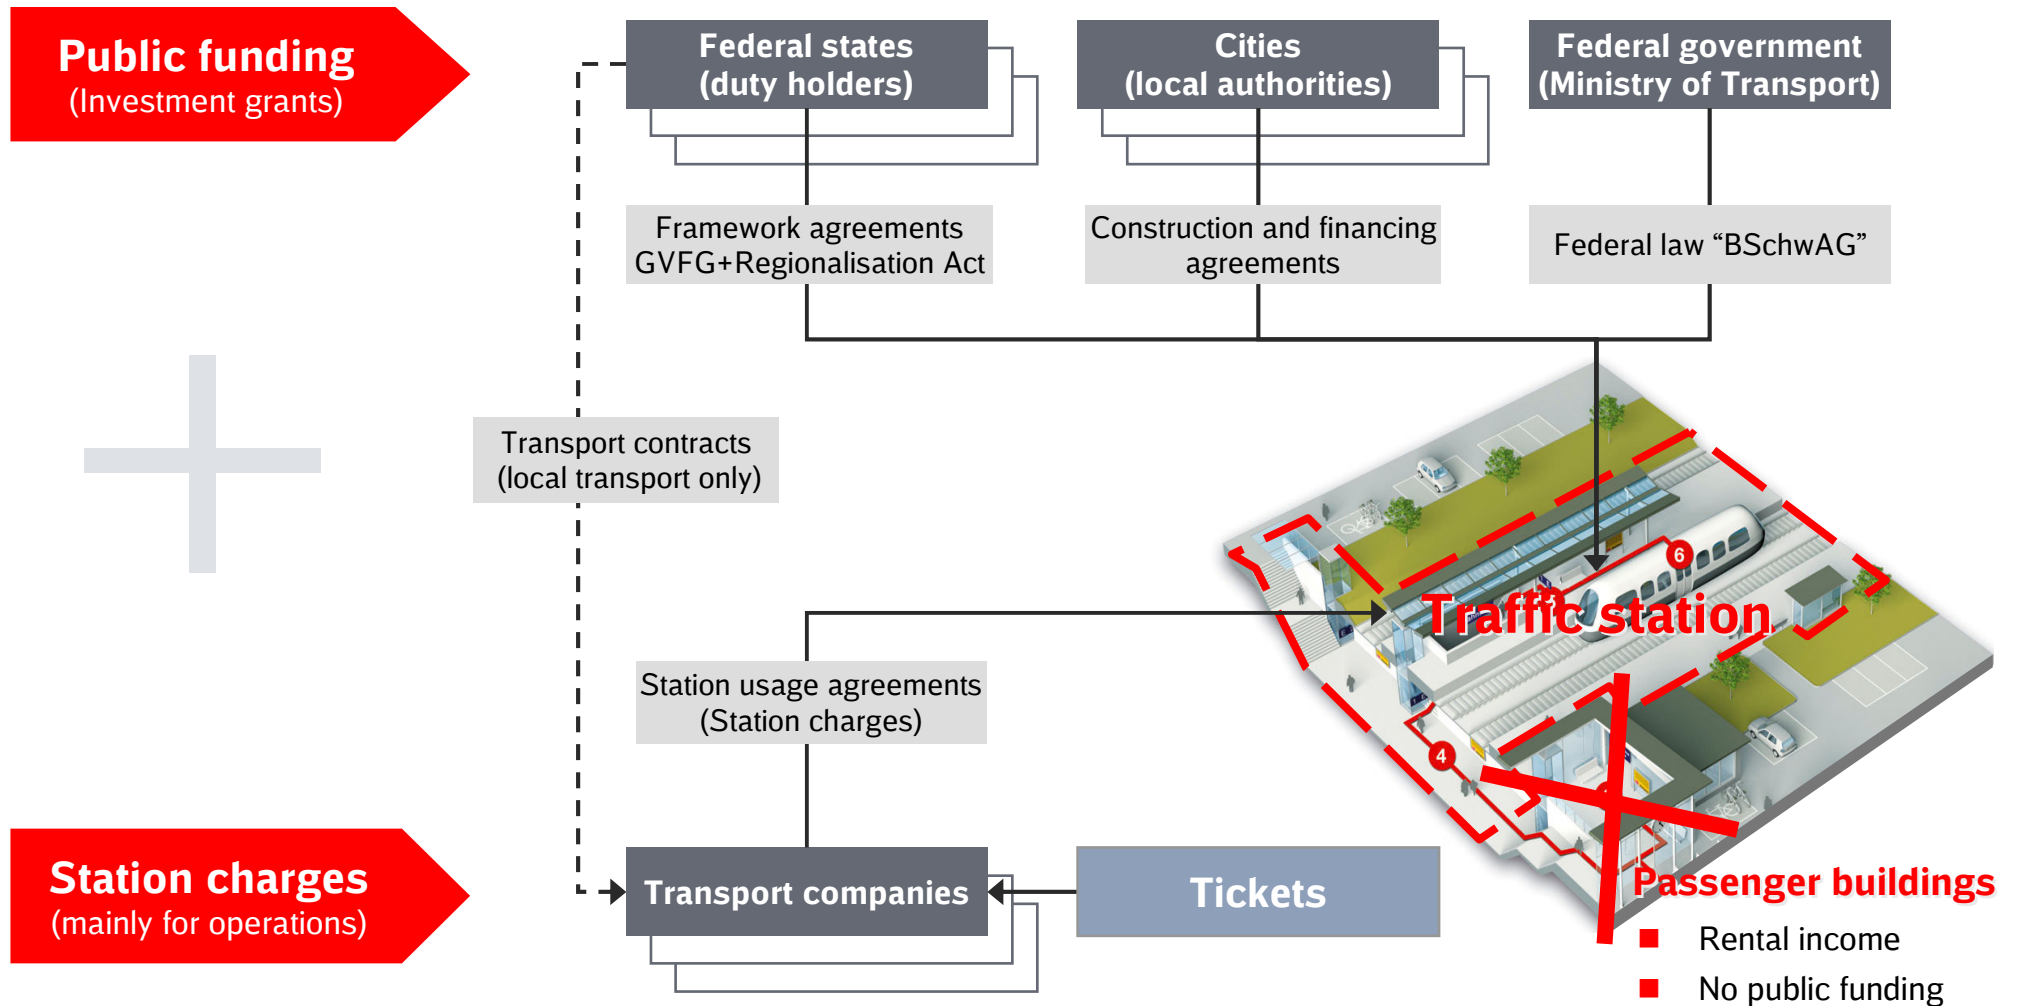 Public funding
(Investment grants)
Federal states
(duty holders)
Cities
(local authorities)
Federal government
(Ministry of Transport)
Framework agreements
GVFG+Regionalisation Act
Construction and financing
agreements
Federal law “BSchwAG”
Transport contracts
(local transport only)
6
Traffic station
Station usage agreements
(Station charges)
4
Station charges
(mainly for operations)
Transport companies
Tickets
Passenger buildings
Rental income
No public funding